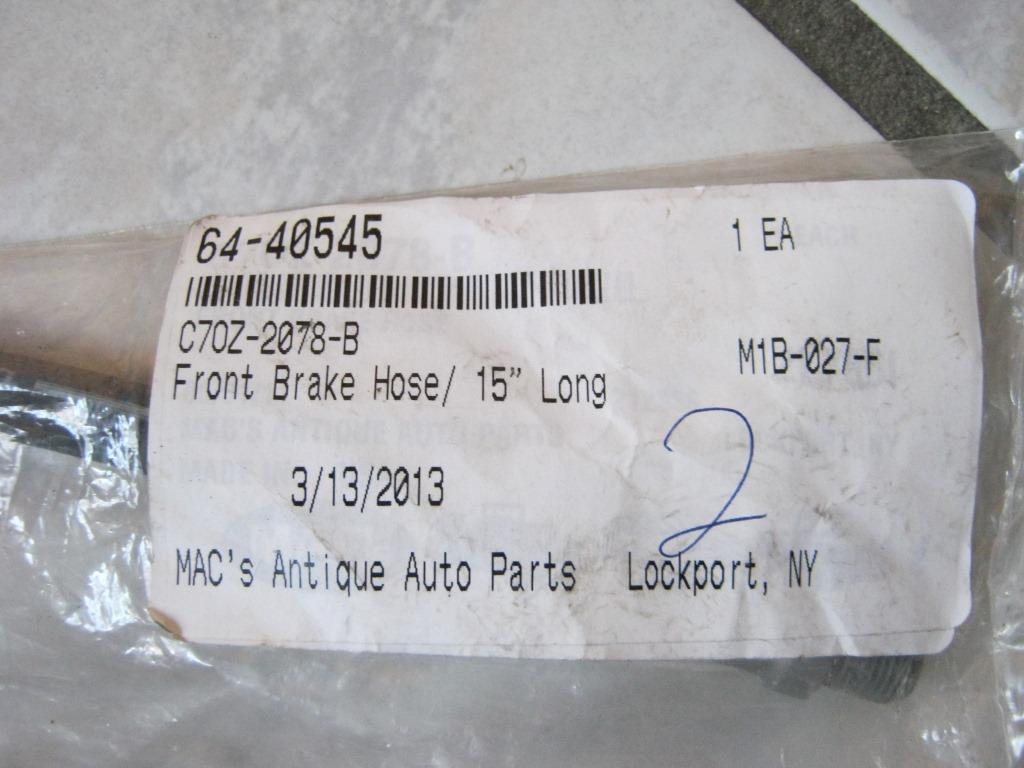 64-40545 1 EA
C7OZ-2078-B M1B-027-F
Front Brake Hose/ 15" Long
2
3/13/2013
MAC's Antique Auto Parts Lockport, NY